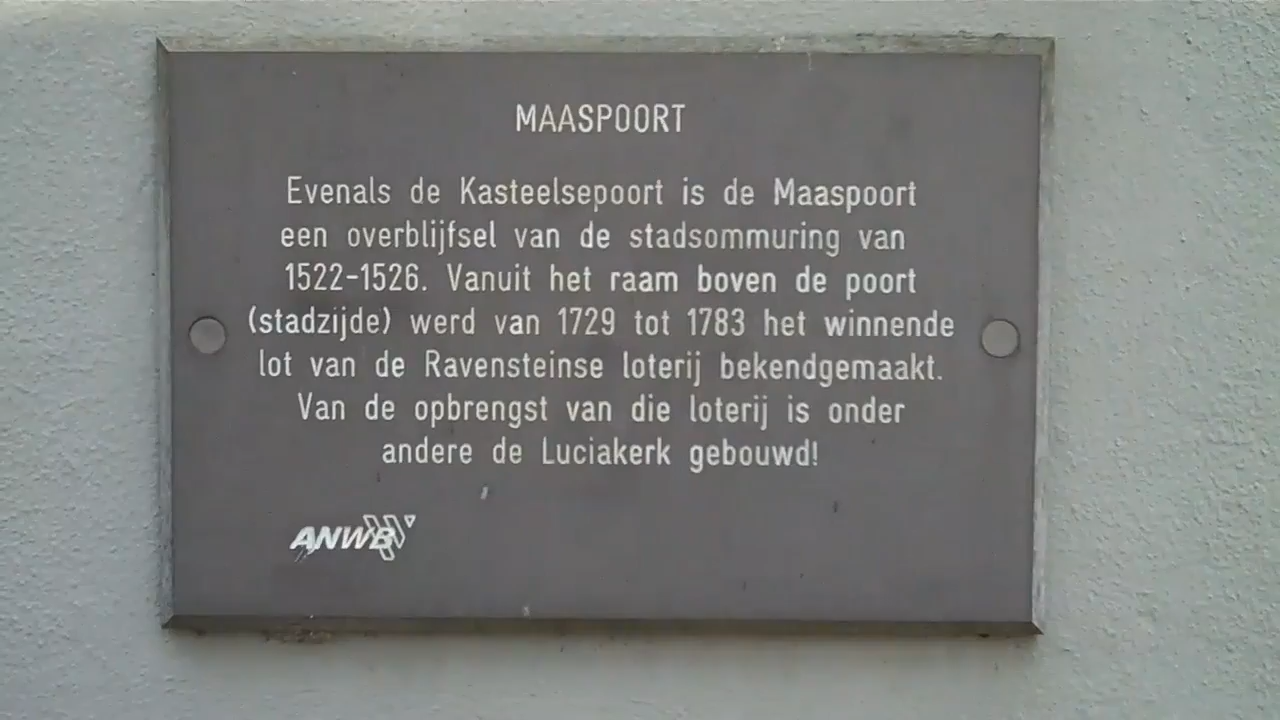 MAASPOORT
Evenals de Kasteelsepoort is de Maaspoort
een overblijfsel van de stadsommuring van
1522-1526. Vanuit het raam boven de poort
(stadzijde) werd van 1729 tot 1783 het winnende
lot van de Ravensteinse loterij bekendgemaakt.
Van de opbrengst van die loterij is onder
andere de Luciakerk gebouwd!
ANWB